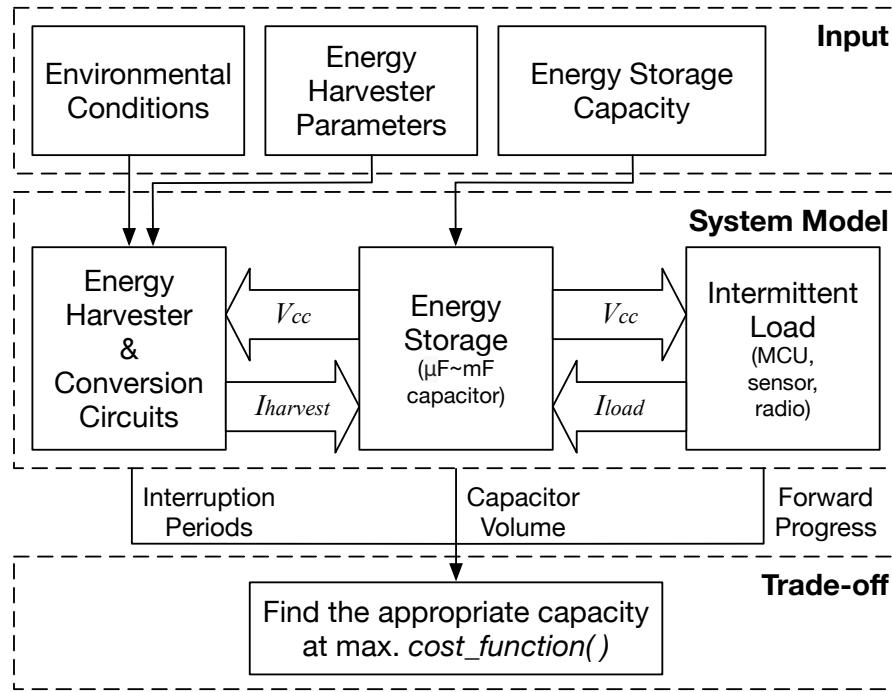 Input
Environmental
Conditions
Energy
Harvester
Parameters
Energy Storage
Capacity
System Model
Energy
Harvester
&
Conversion
Circuits
Vcc
Iharvest
Energy
Storage
(μF~mF
capacitor)
Vcc
Iload
Intermittent
Load
(MCU,
sensor,
radio)
Interruption
Periods
Capacitor
Volume
Forward
Progress
Trade-off
Find the appropriate capacity
at max. cost_function( )